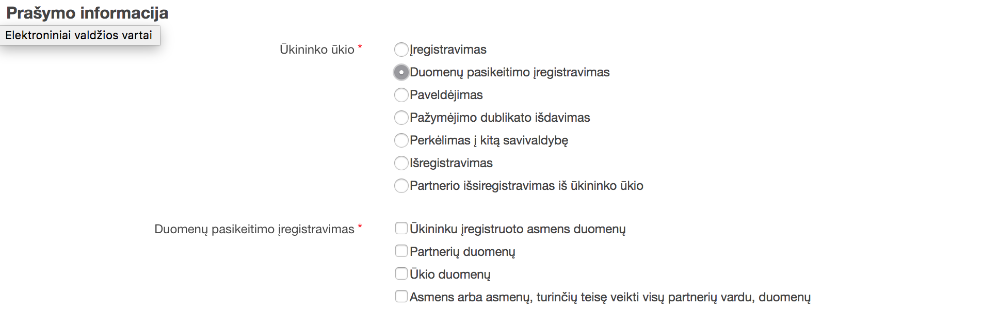 Prašymo informacija
Elektroniniai valdžios vartai
Ūkininko ūkio *
Įregistravimas
Duomenų pasikeitimo įregistravimas
Paveldėjimas
Pažymėjimo dublikato išdavimas
Perkėlimas į kitą savivaldybę
Išregistravimas
Partnerio išsiregistravimas iš ūkininko ūkio
Duomenų pasikeitimo įregistravimas *
Ūkininku įregistruoto asmens duomenų
Partnerių duomenų
Ūkio duomenų
Asmens arba asmenų, turinčių teisę veikti visų partnerių vardu, duomenų